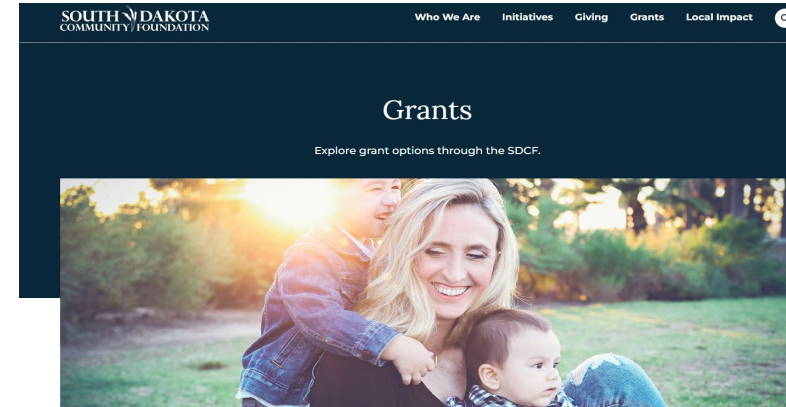 SOUTH DAKOTA
COMMUNITY FOUNDATION
Who We Are Initiatives Giving Grants Local Impact
Grants
Explore grant options through the SDCF.